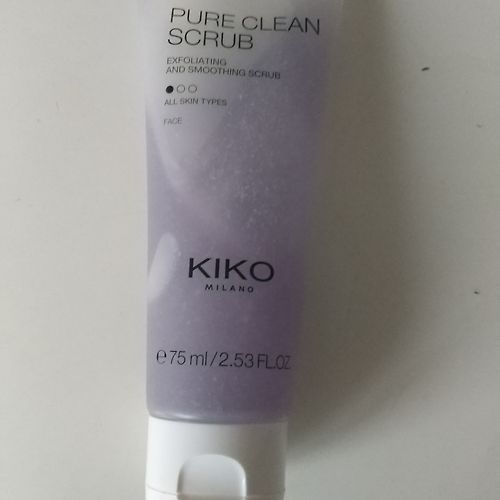 PURE CLEAN
SCRUB
EXFOLIATING
AND SMOOTHING SCRUB
ALL SKIN TYPES
FACE
KIKO
MILANO
℮75 ml/2.53 FL.OZ